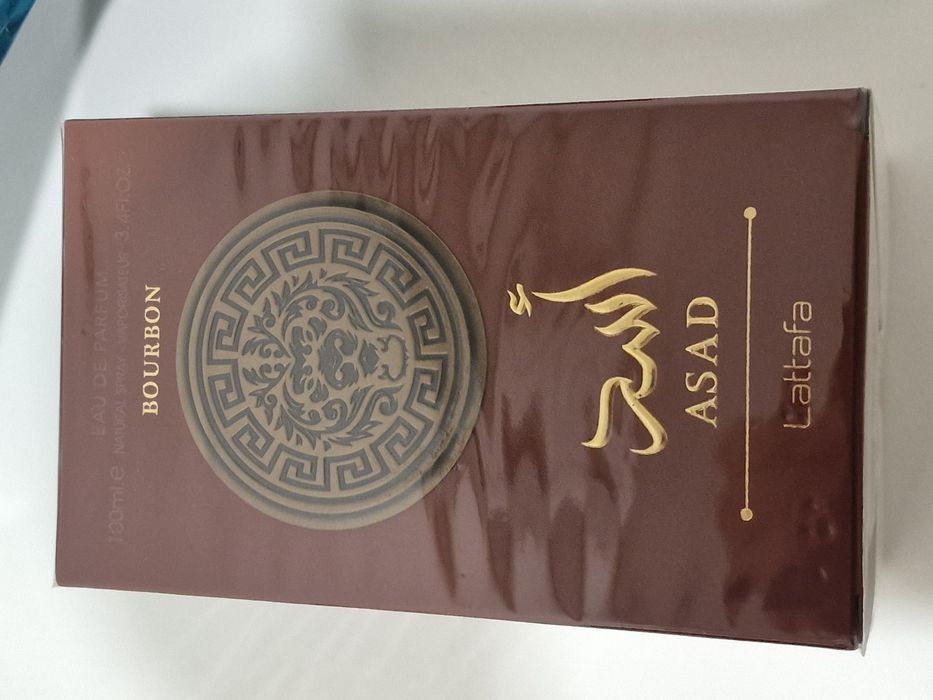 EAU DE PARFUM
100ml e NATURAL SPRAY VAPORISATEUR 3.4Fl.OZ
BOURBON
أسد
ASAD
Lattafa